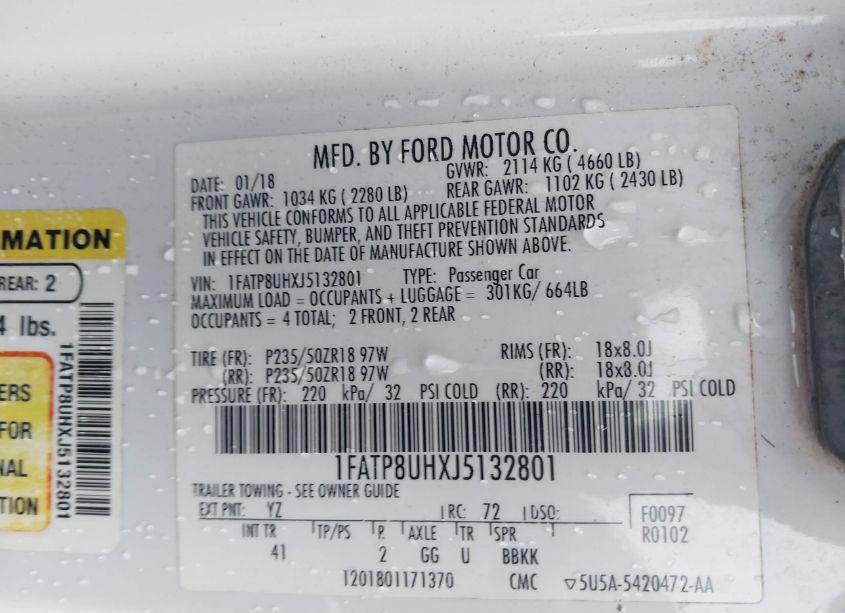 MFD. BY FORD MOTOR CO.
DATE: 01/18 GVWR: 2114 KG ( 4660 LB)
FRONT GAWR: 1034 KG ( 2280 LB) REAR GAWR: 1102 KG ( 2430 LB)
THIS VEHICLE CONFORMS TO ALL APPLICABLE FEDERAL MOTOR
VEHICLE SAFETY, BUMPER, AND THEFT PREVENTION STANDARDS
IN EFFECT ON THE DATE OF MANUFACTURE SHOWN ABOVE.
VIN: 1FATP8UHXJ5132801 TYPE: Passenger Car
MAXIMUM LOAD = OCCUPANTS + LUGGAGE = 301KG/ 664LB
OCCUPANTS = 4 TOTAL; 2 FRONT, 2 REAR
TIRE (FR): P235/50ZR18 97W RIMS (FR): 18x8.0J
(RR): P235/50ZR18 97W (RR): 18x8.0J
PRESSURE (FR): 220 kPa/ 32 PSI COLD (RR): 220 kPa/ 32 PSI COLD
1FATP8UHXJ5132801
TRAILER TOWING - SEE OWNER GUIDE
EXT PNT: YZ RC: 72 DSO: F0097
R0102
INT TR TP/PS R AXLE TR SPR
41 2 GG U BBKK
1201801171370 CMC ▽5U5A-5420472-AA
MATION
REAR: 2
4 lbs.
ERS
FOR
NAL
TION
1FATP8UHXJ5132801